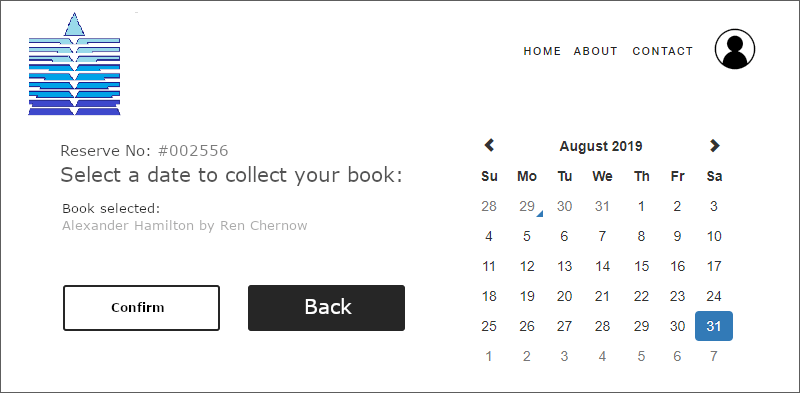 HOME ABOUT CONTACT
Reserve No: #002556
Select a date to collect your book:
Book selected:
Alexander Hamilton by Ren Chernow
Confirm Back
August 2019
Su Mo Tu We Th Fr Sa
28 29 30 31 1 2 3
4 5 6 7 8 9 10
11 12 13 14 15 16 17
18 19 20 21 22 23 24
25 26 27 28 29 30 31
1 2 3 4 5 6 7